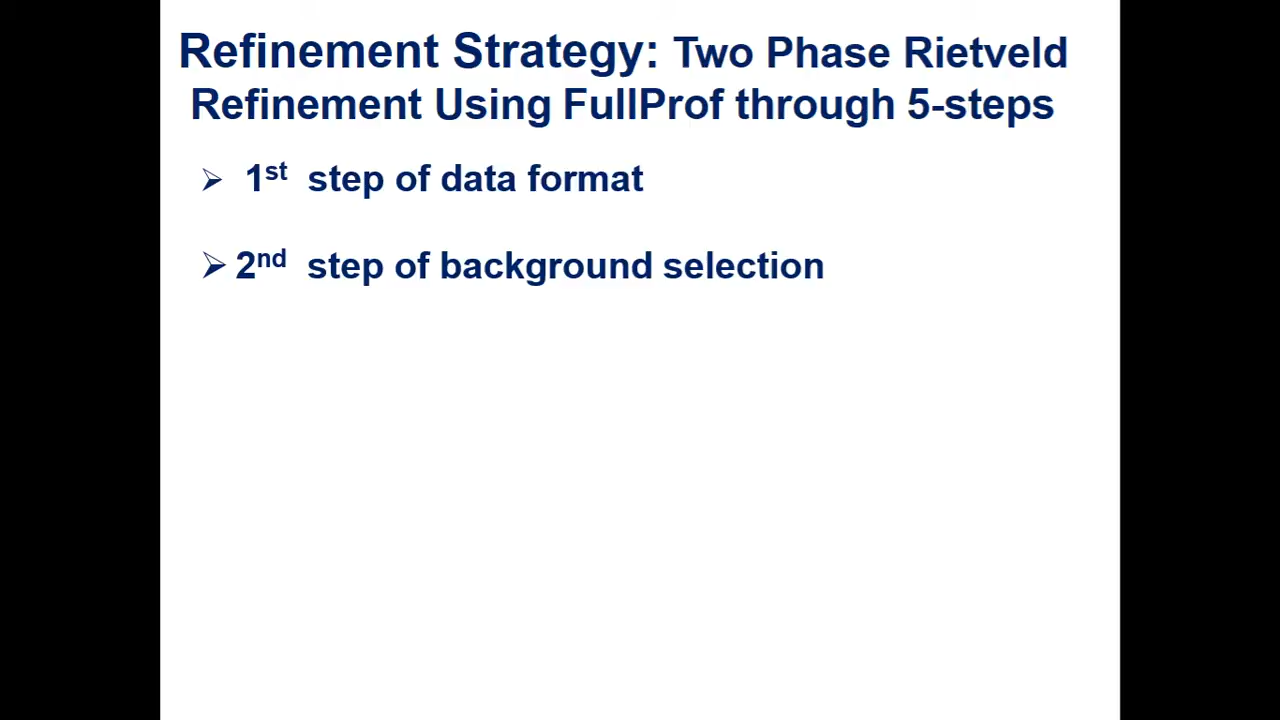 Refinement Strategy: Two Phase Rietveld
Refinement Using FullProf through 5-steps
➢ 1st step of data format
➢ 2nd step of background selection